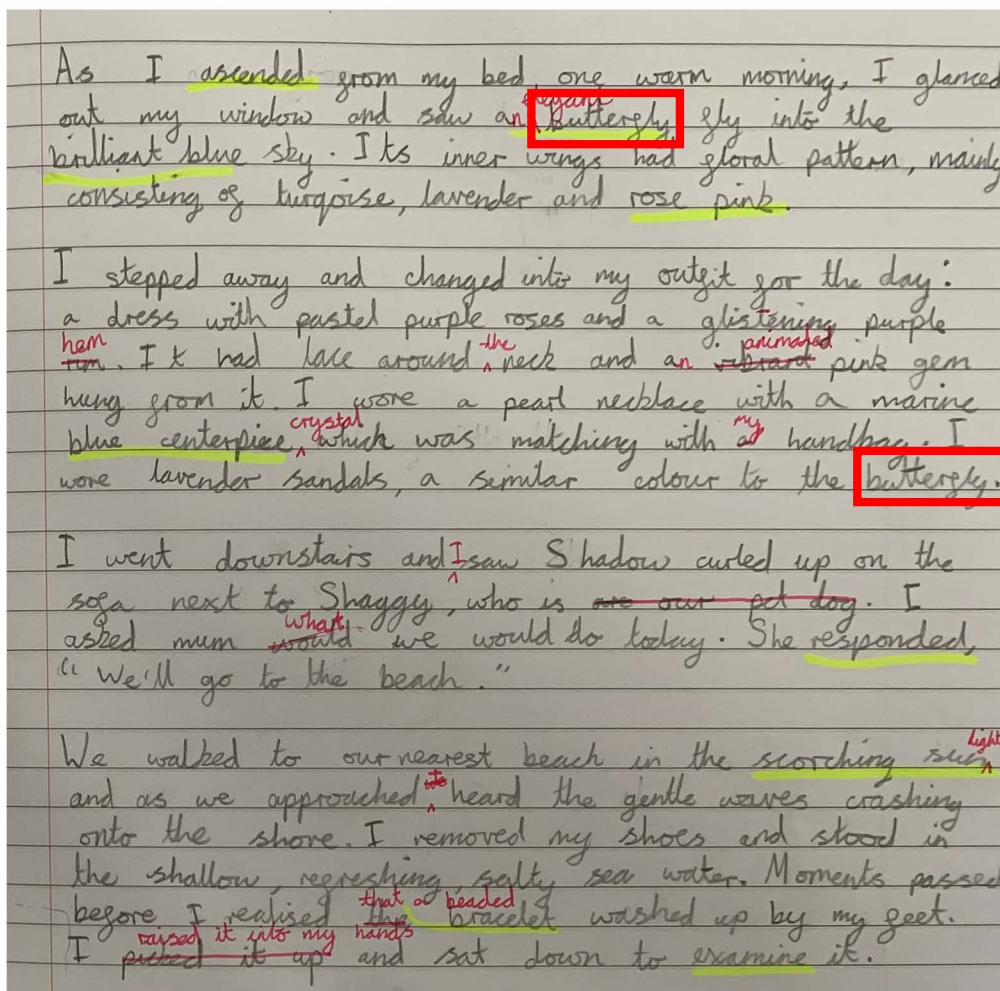 As I ascended from my bed, one warm morning, I glanced
out my window and saw an elegant butterfly fly into the
brilliant blue sky. Its inner wings had floral pattern, mainly
consisting of turqoise, lavender and rose pink.
I stepped away and changed into my outfit for the day:
a dress with pastel purple roses and a glistening purple
hem. It had lace around the neck and an animated pink gem
hung from it. I wore a pearl necklace with a marine
blue centerpiece crystal which was matching with my handbag. I
wore lavender sandals, a similar colour to the butterfly.
I went downstairs and I saw Shadow curled up on the
sofa next to Shaggy, who is are our pet dog. I
asked mum what we would do today. She responded,
"We'll go to the beach."
We walked to our nearest beach in the scorching sunlight
and as we approached I heard the gentle waves crashing
onto the shore. I removed my shoes and stood in
the shallow, refreshing, salty sea water. Moments passed
before I realised that a beaded bracelet washed up by my feet.
I raised it into my hands and sat down to examine it.